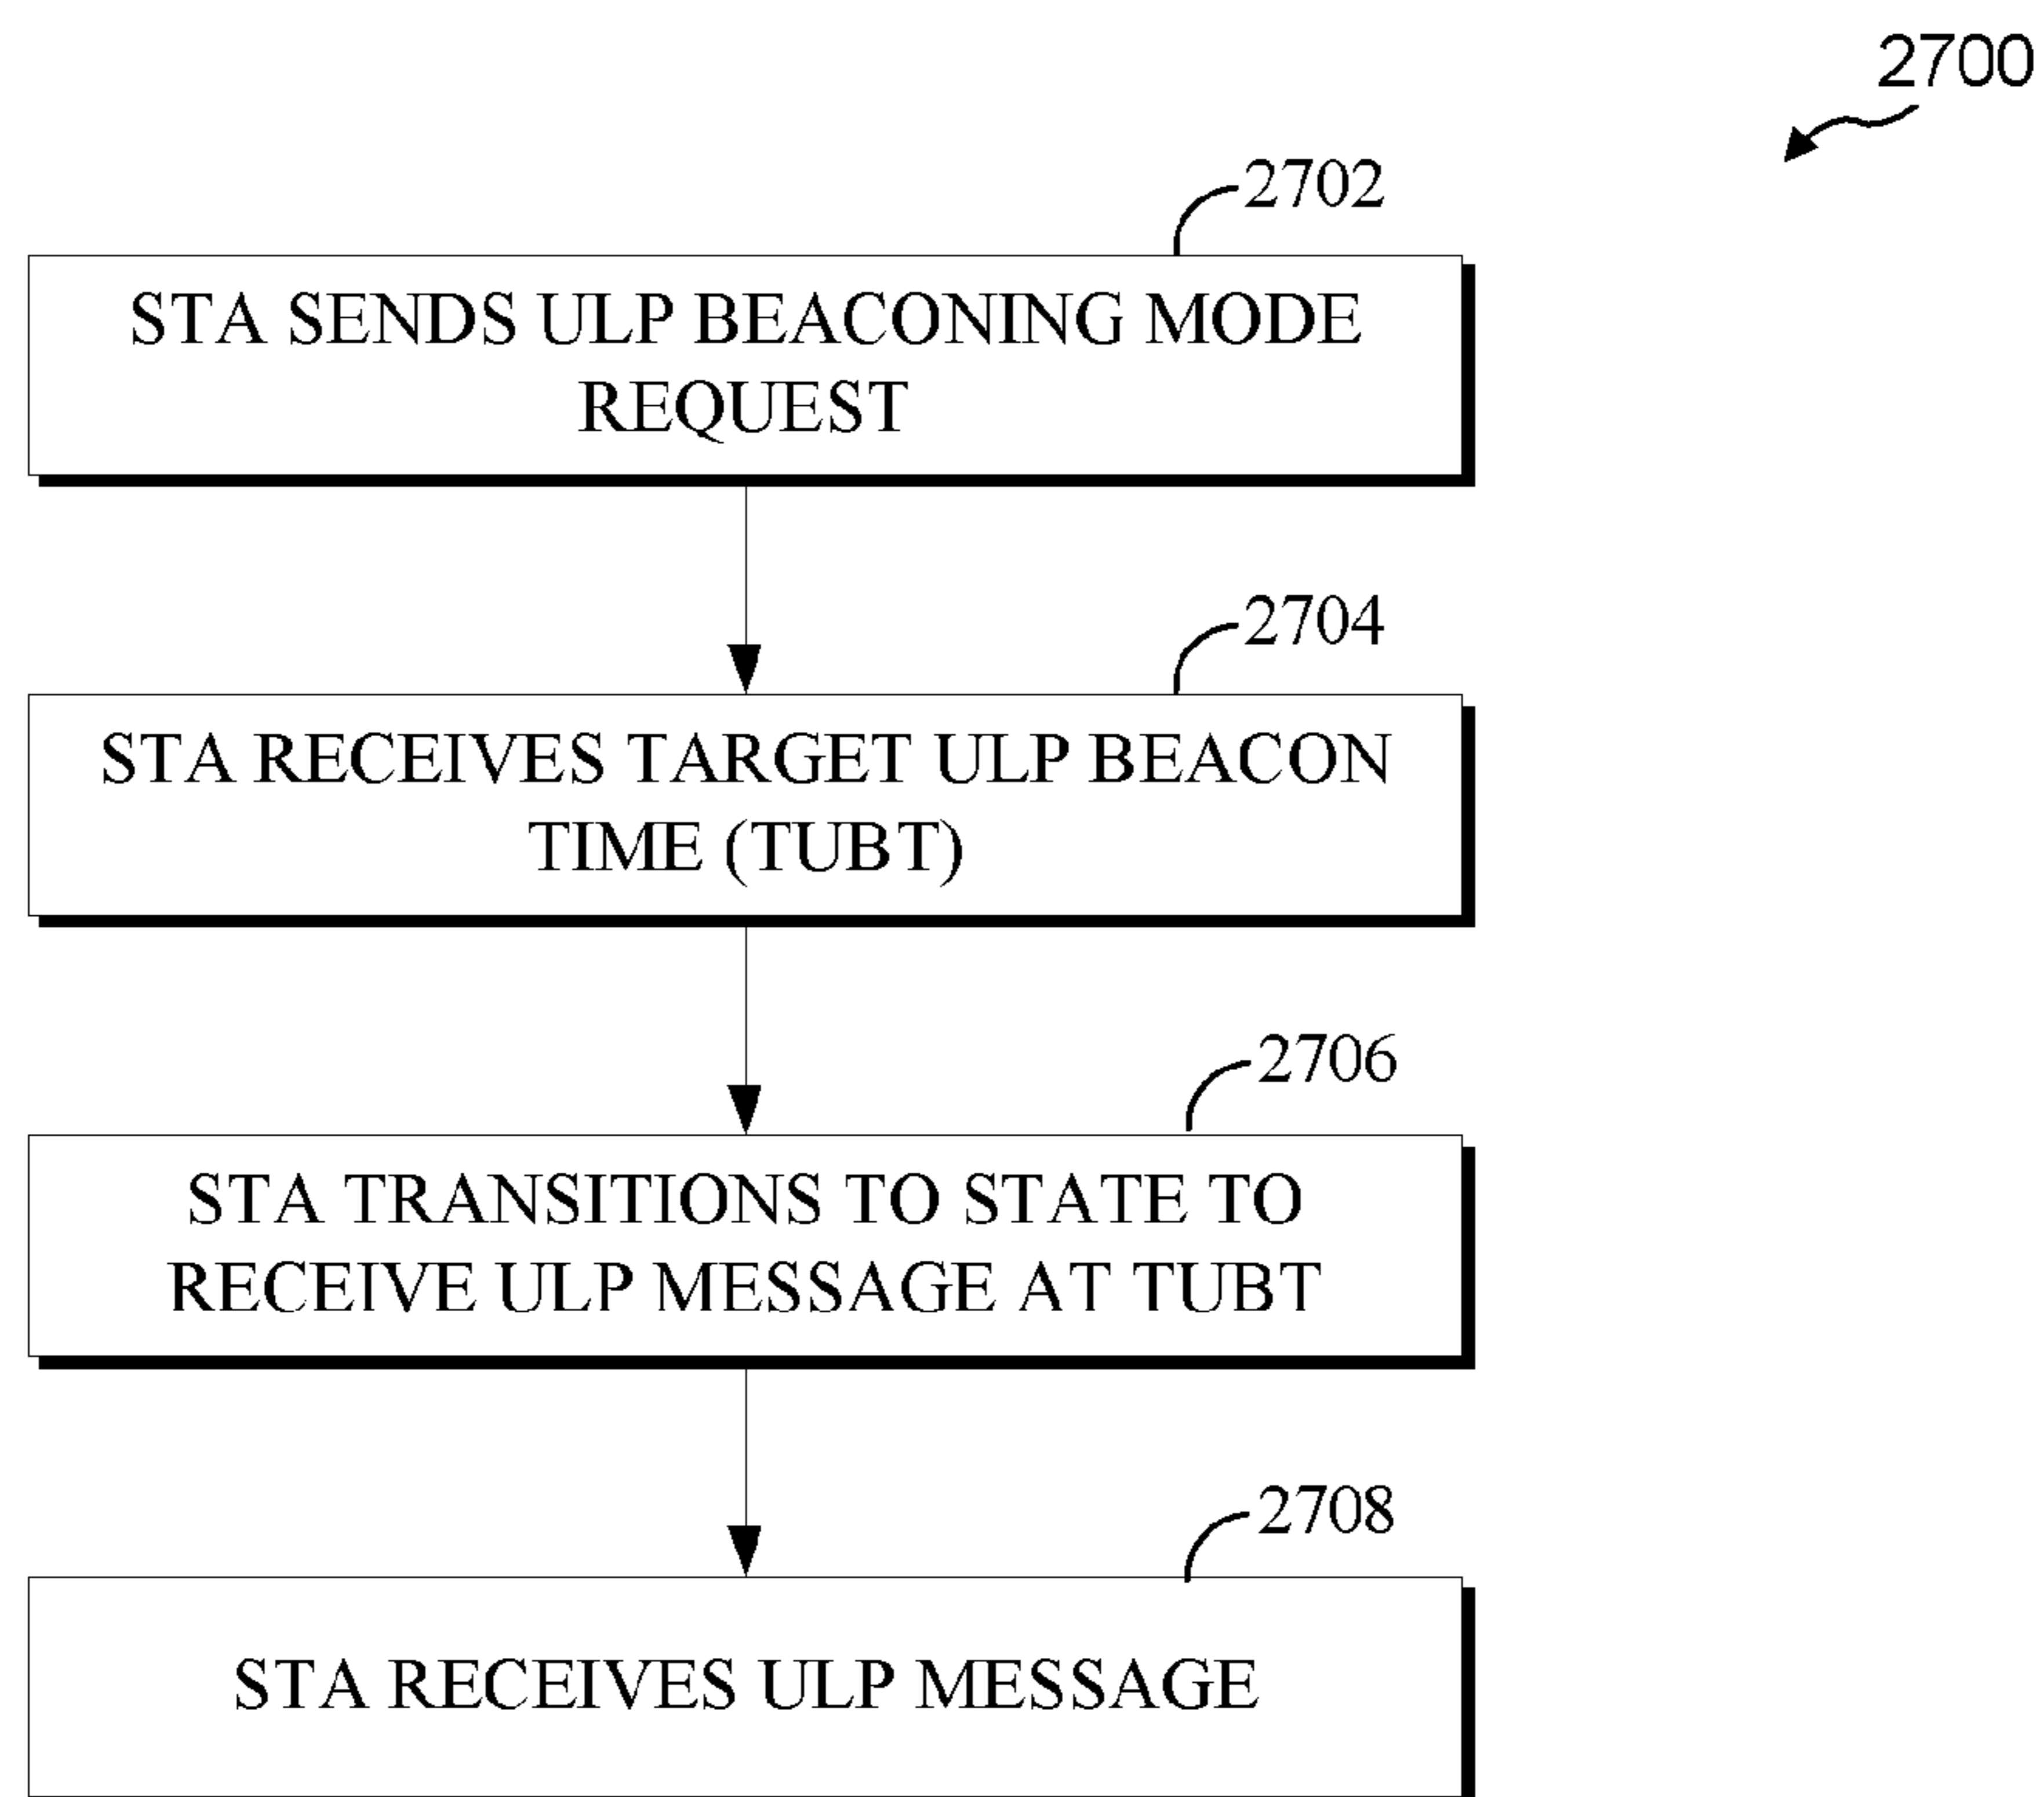 2700
2702
STA SENDS ULP BEACONING MODE
REQUEST
2704
STA RECEIVES TARGET ULP BEACON
TIME (TUBT)
2706
STA TRANSITIONS TO STATE TO
RECEIVE ULP MESSAGE AT TUBT
2708
STA RECEIVES ULP MESSAGE